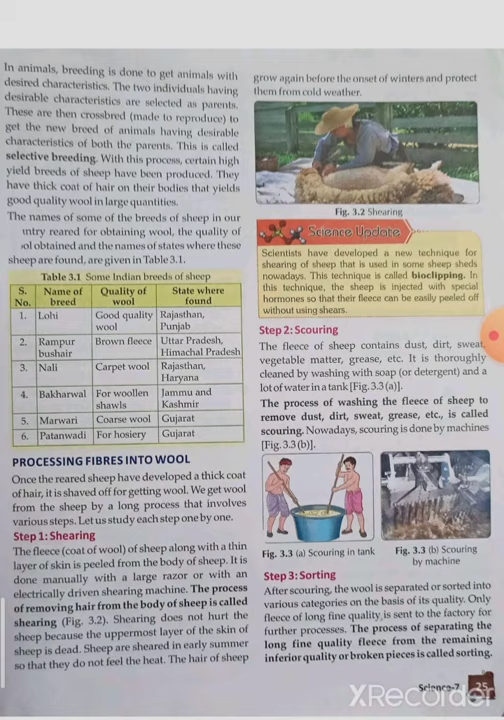 In animals, breeding is done to get animals with
desired characteristics. The two individuals having
desirable characteristics are selected as parents.
These are then crossbred (made to reproduce) to
get the new breed of animals having desirable
characteristics of both the parents. This is called
selective breeding. With this process, certain high
yield breeds of sheep have been produced. They
have thick coat of hair on their bodies that yields
good quality wool in large quantities.
The names of some of the breeds of sheep in our
untry reared for obtaining wool, the quality of
ol obtained and the names of states where these
sheep are found, are given in Table 3.1.
Table 3.1 Some Indian breeds of sheep
S. No. Name of breed Quality of wool State where found
1. Lohi Good quality wool Rajasthan, Punjab
2. Rampur bushair Brown fleece Uttar Pradesh, Himachal Pradesh
3. Nali Carpet wool Rajasthan, Haryana
4. Bakharwal For woollen shawls Jammu and Kashmir
5. Marwari Coarse wool Gujarat
6. Patanwadi For hosiery Gujarat
PROCESSING FIBRES INTO WOOL
Once the reared sheep have developed a thick coat
of hair, it is shaved off for getting wool. We get wool
from the sheep by a long process that involves
various steps. Let us study each step one by one.
Step 1: Shearing
The fleece (coat of wool) of sheep along with a thin
layer of skin is peeled from the body of sheep. It is
done manually with a large razor or with an
electrically driven shearing machine. The process
of removing hair from the body of sheep is called
shearing (Fig. 3.2). Shearing does not hurt the
sheep because the uppermost layer of the skin of
sheep is dead. Sheep are sheared in early summer
so that they do not feel the heat. The hair of sheep
grow again before the onset of winters and protect
them from cold weather.
Fig. 3.2 Shearing
Science Update
Scientists have developed a new technique for
shearing of sheep that is used in some sheep sheds
nowadays. This technique is called bioclipping. In
this technique, the sheep is injected with special
hormones so that their fleece can be easily peeled off
without using shears.
Step 2: Scouring
The fleece of sheep contains dust, dirt, sweat,
vegetable matter, grease, etc. It is thoroughly
cleaned by washing with soap (or detergent) and a
lot of water in a tank [Fig. 3.3 (a)].
The process of washing the fleece of sheep to
remove dust, dirt, sweat, grease, etc., is called
scouring. Nowadays, scouring is done by machines
[Fig. 3.3 (b)].
Fig. 3.3 (a) Scouring in tank
Fig. 3.3 (b) Scouring
by machine
Step 3: Sorting
After scouring, the wool is separated or sorted into
various categories on the basis of its quality. Only
fleece of long fine quality is sent to the factory for
further processes. The process of separating the
long fine quality fleece from the remaining
inferior quality or broken pieces is called sorting.
Science-7 25
XRecorder